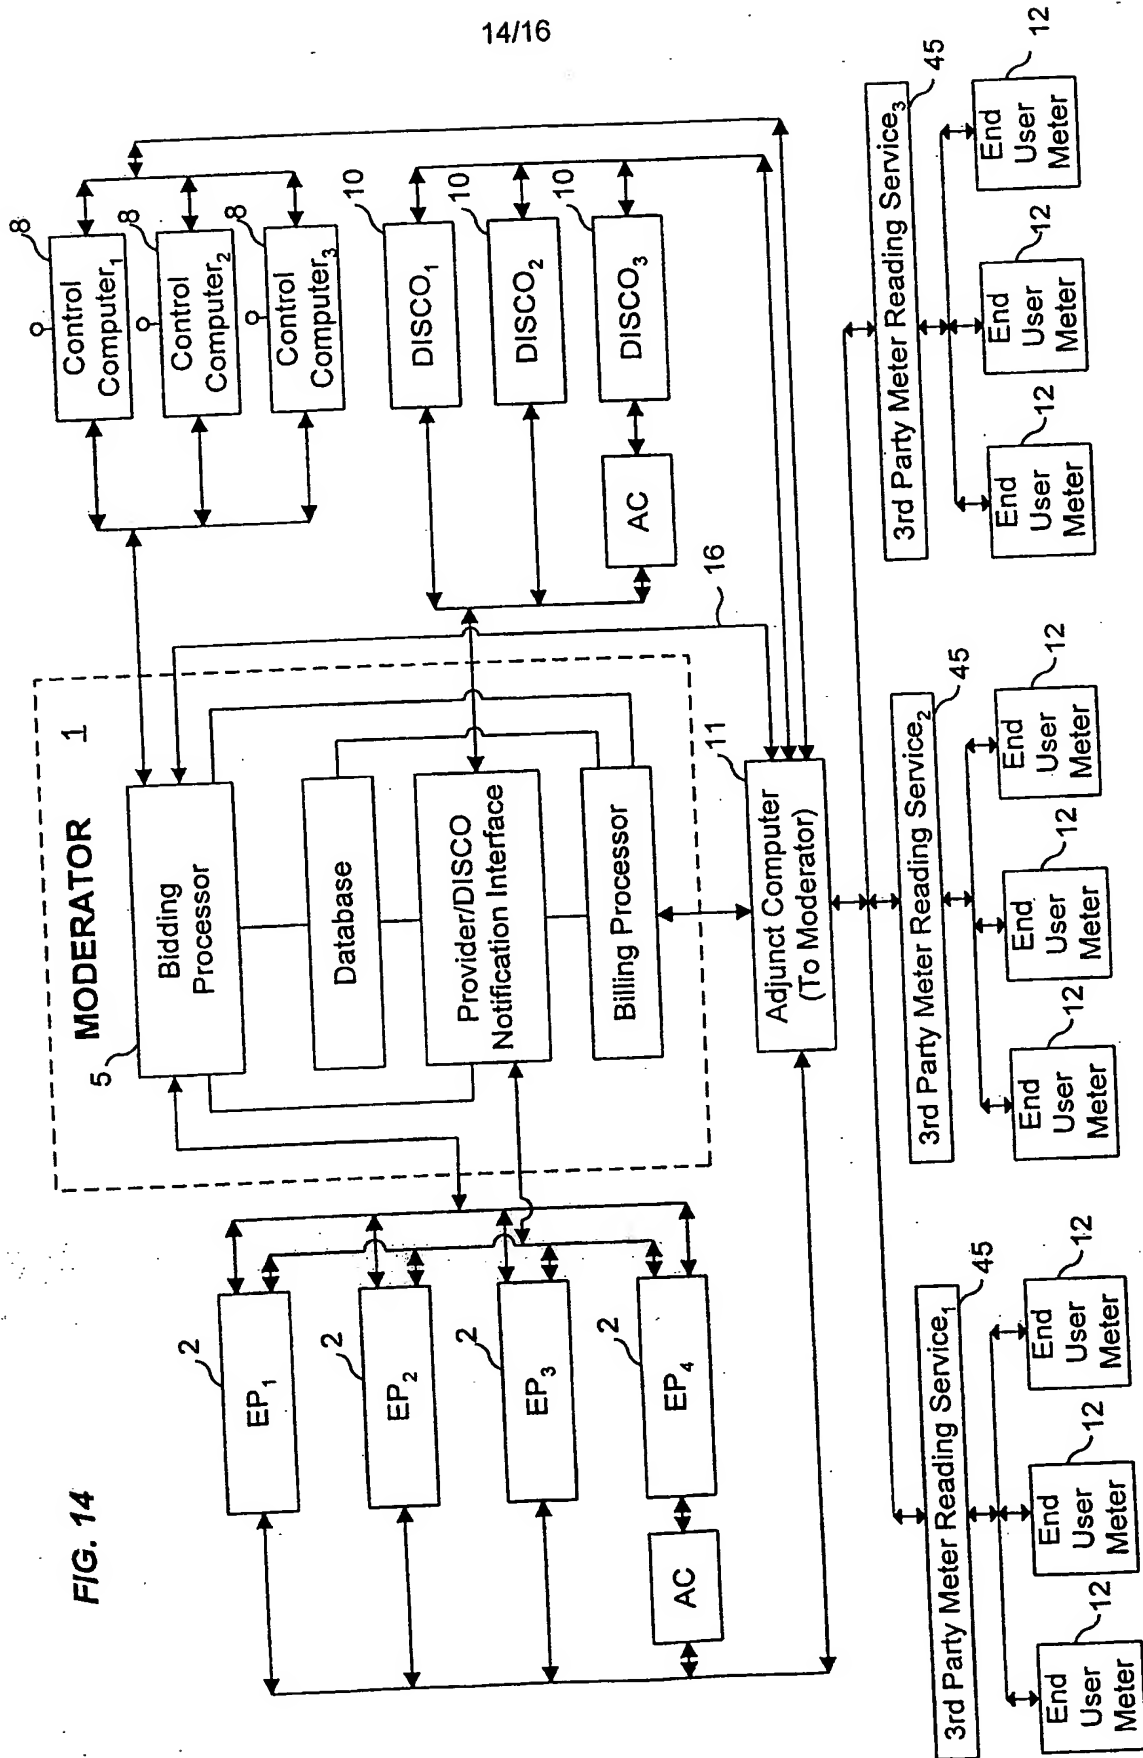 14/16
FIG. 14
MODERATOR 1
5
Bidding
Processor
Database
Provider/DISCO
Notification Interface
Billing Processor
2
EP1
2
EP2
2
EP3
2
EP4
AC
8
Control
Computer1
8
Control
Computer2
8
Control
Computer3
10
DISCO1
10
DISCO2
10
DISCO3
AC
16
11
Adjunct Computer
(To Moderator)
45
3rd Party Meter Reading Service1
12
End
User
Meter
12
End
User
Meter
12
End
User
Meter
45
3rd Party Meter Reading Service2
12
End
User
Meter
12
End
User
Meter
12
End
User
Meter
45
3rd Party Meter Reading Service3
12
End
User
Meter
12
End
User
Meter
12
End
User
Meter